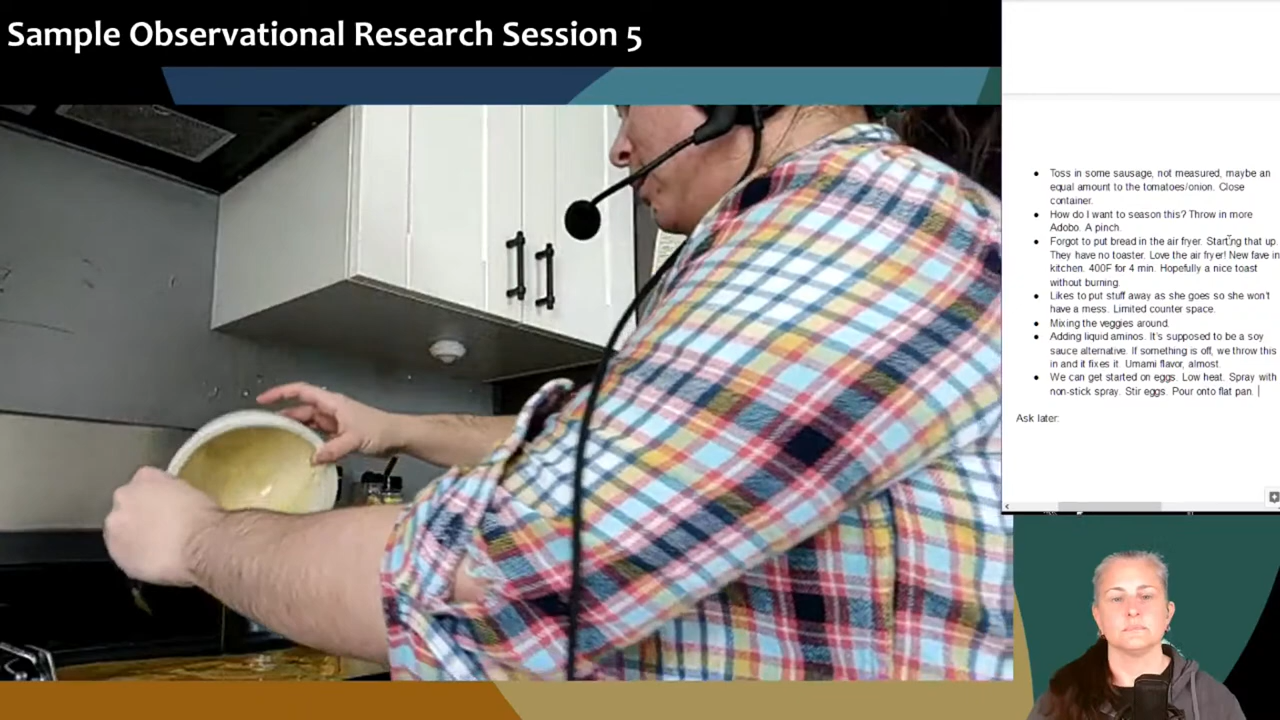 Sample Observational Research Session 5
● Toss in some sausage, not measured, maybe an
equal amount to the tomatoes/onion. Close
container.
● How do I want to season this? Throw in more
Adobo. A pinch.
● Forgot to put bread in the air fryer. Starting that up.
They have no toaster. Love the air fryer! New fave in
kitchen. 400F for 4 min. Hopefully a nice toast
without burning.
● Likes to put stuff away as she goes so she won't
have a mess. Limited counter space.
● Mixing the veggies around.
● Adding liquid aminos. It's supposed to be a soy
sauce alternative. If something is off, we throw this
in and it fixes it. Umami flavor, almost.
● We can get started on eggs. Low heat. Spray with
non-stick spray. Stir eggs. Pour onto flat pan.
Ask later: